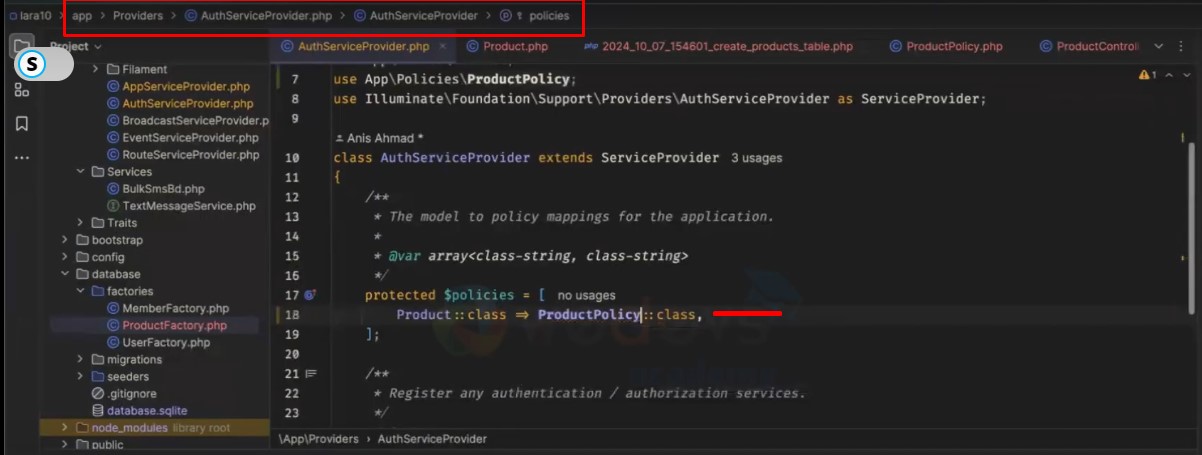 lara10 > app > Providers > AuthServiceProvider.php > AuthServiceProvider > policies
S
Project
AuthServiceProvider.php × Product.php php 2024_10_07_154601_create_products_table.php ProductPolicy.php ProductControll
Filament
AppServiceProvider.php
AuthServiceProvider.php
BroadcastServiceProvider.p
EventServiceProvider.php
RouteServiceProvider.php
Services
BulkSmsBd.php
TextMessageService.php
Traits
bootstrap
config
database
factories
MemberFactory.php
ProductFactory.php
UserFactory.php
migrations
seeders
.gitignore
database.sqlite
node_modules library root
public
7 use App\Policies\ProductPolicy;
1
8 use Illuminate\Foundation\Support\Providers\AuthServiceProvider as ServiceProvider;
9
Anis Ahmad *
10 class AuthServiceProvider extends ServiceProvider 3 usages
11 {
12 /**
13 * The model to policy mappings for the application.
14 *
15 * @var array<class-string, class-string>
16 */
17 protected $policies = [ no usages
18 Product::class => ProductPolicy::class,
19 ];
20
21 /**
22 * Register any authentication / authorization services.
23 */
\App\Providers > AuthServiceProvider